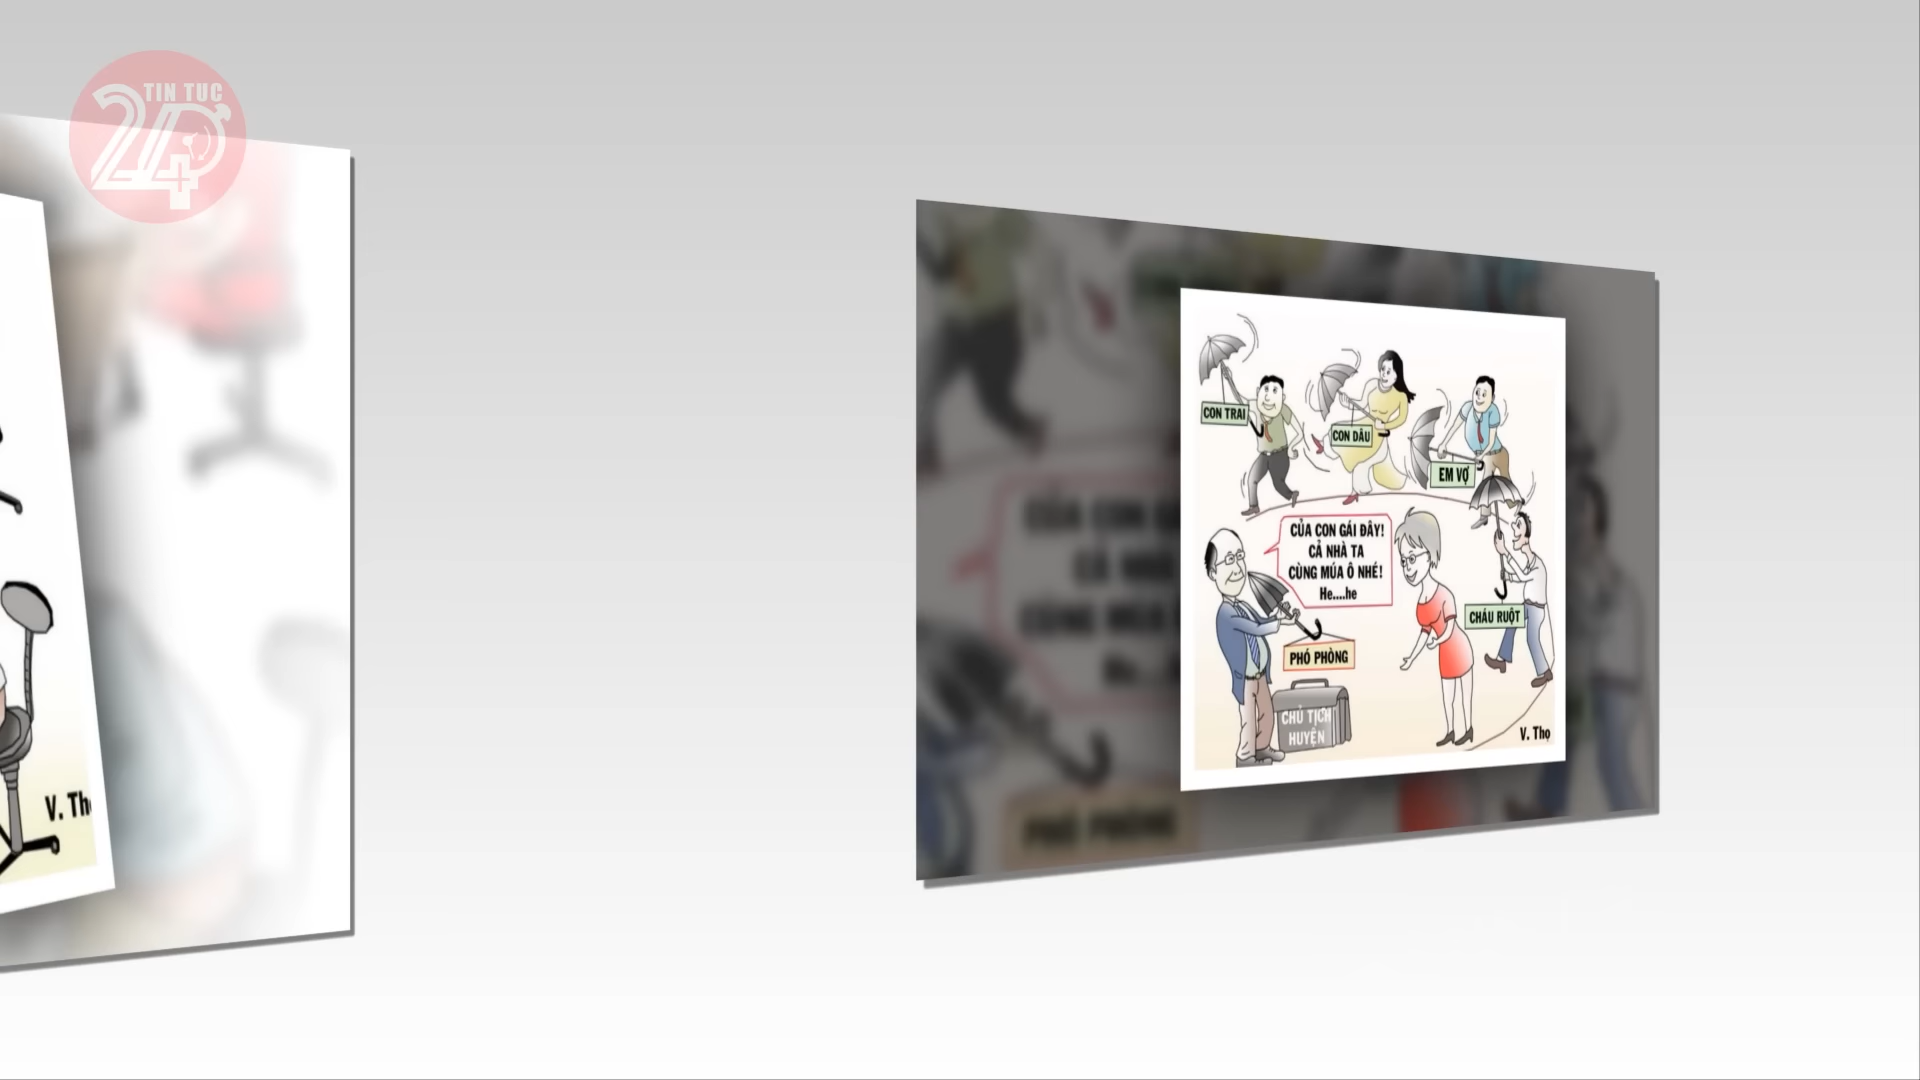 TIN TỨC
24
CON TRAI
CON DÂU
EM VỢ
CỦA CON GÁI ĐÂY!
CẢ NHÀ TA
CÙNG MÚA Ô NHÉ!
He....he
CHÁU RUỘT
PHÓ PHÒNG
CHỦ TỊCH
HUYỆN
V. Thọ